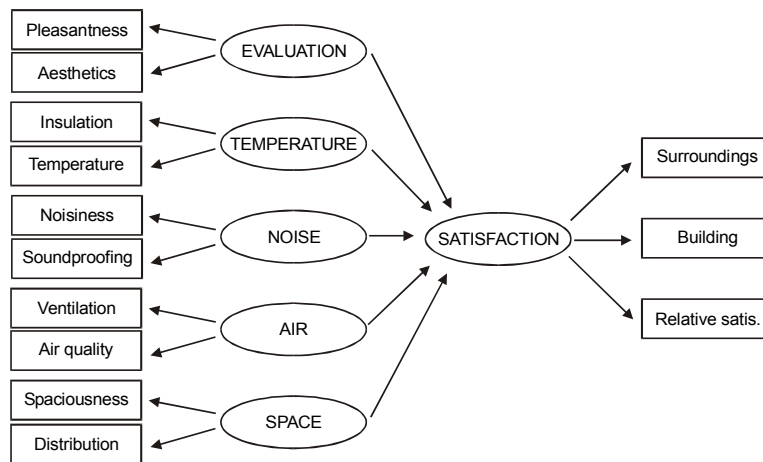 Pleasantness
Aesthetics
EVALUATION
Insulation
Temperature
TEMPERATURE
Noisiness
Soundproofing
NOISE
Ventilation
Air quality
AIR
Spaciousness
Distribution
SPACE
SATISFACTION
Surroundings
Building
Relative satis.